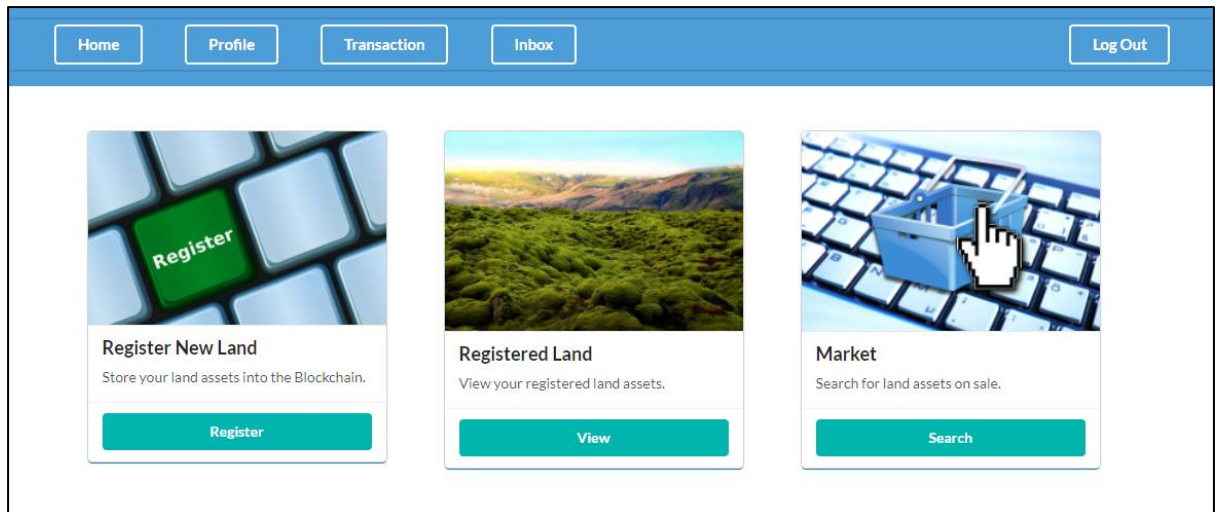 Home Profile Transaction Inbox Log Out
Register
Register New Land
Store your land assets into the Blockchain.
Register
Registered Land
View your registered land assets.
View
Market
Search for land assets on sale.
Search